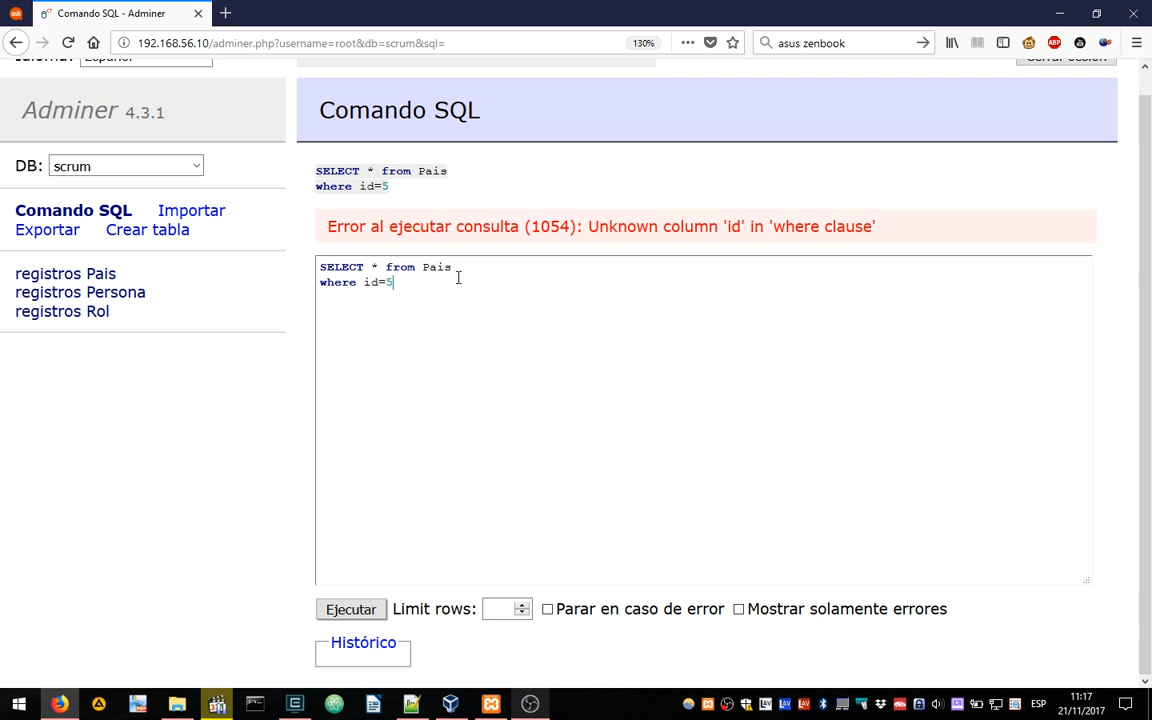 Comando SQL - Adminer
192.168.56.10/adminer.php?username=root&db=scrum&sql=
130%
asus zenbook
Adminer 4.3.1
Comando SQL
DB: scrum
SELECT * from Pais
where id=5
Comando SQL Importar
Exportar Crear tabla
Error al ejecutar consulta (1054): Unknown column 'id' in 'where clause'
SELECT * from Pais
where id=5
registros Pais
registros Persona
registros Rol
Ejecutar Limit rows: Parar en caso de error Mostrar solamente errores
Histórico
ESP
11:17
21/11/2017